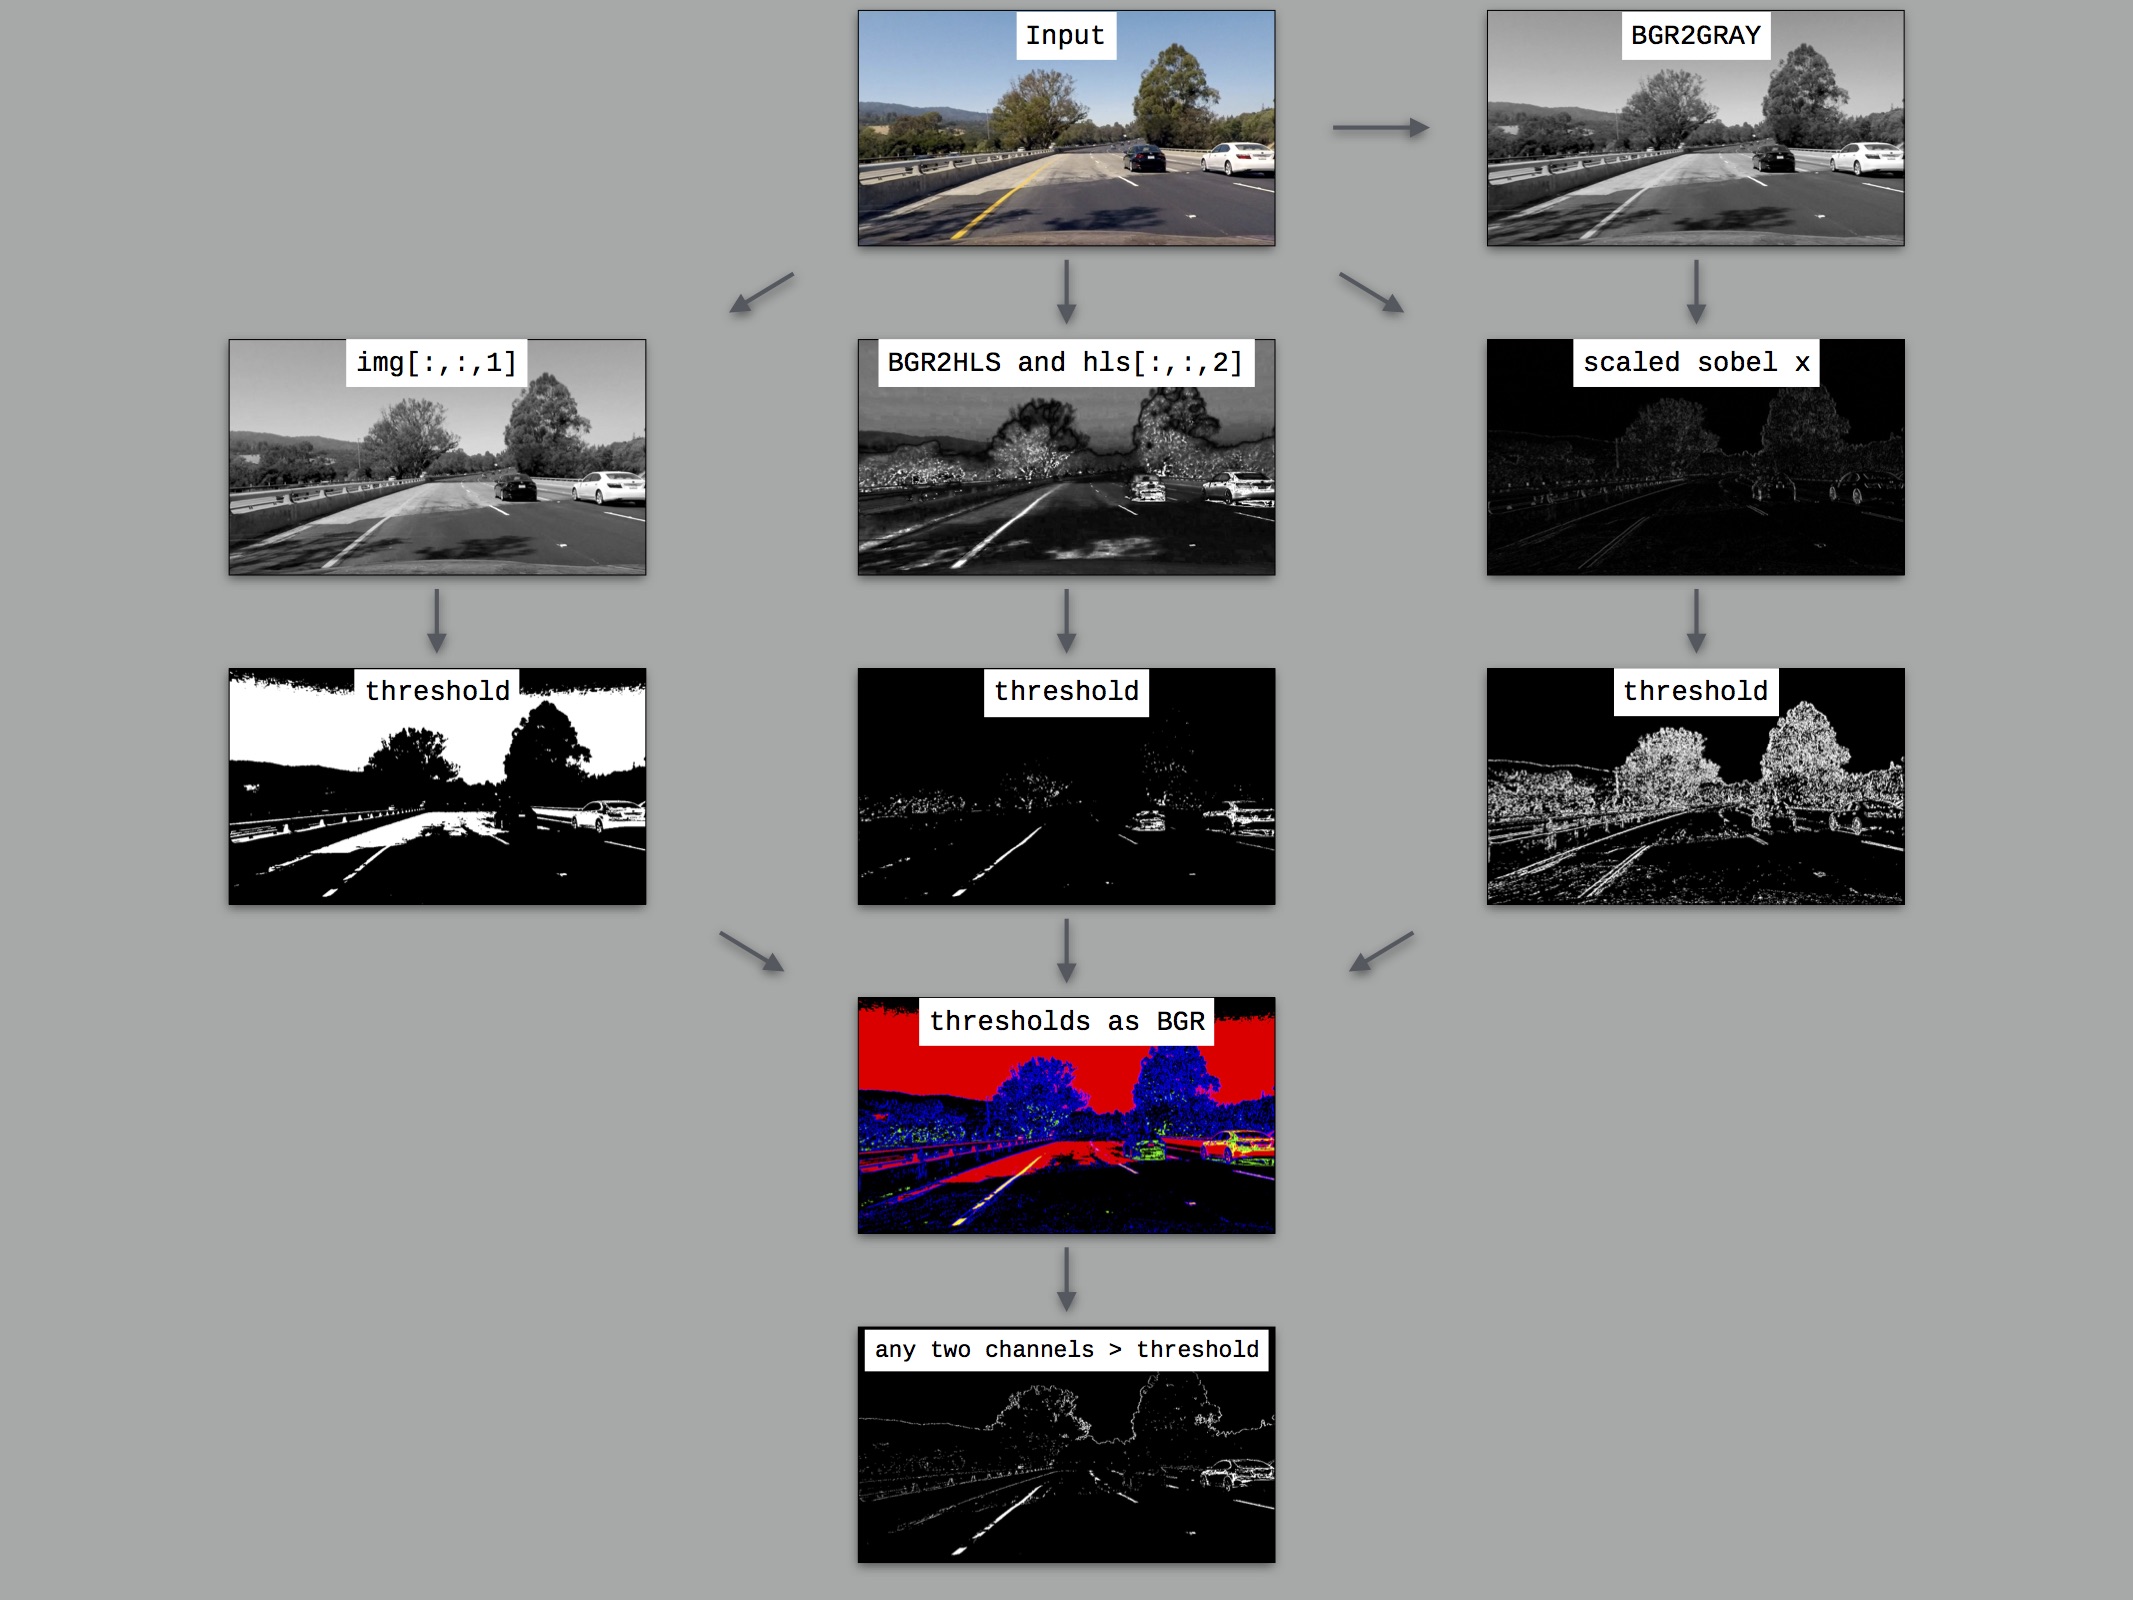 Input
BGR2GRAY
img[:,:,1]
BGR2HLS and hls[:,:,2]
scaled sobel x
threshold
threshold
threshold
thresholds as BGR
any two channels > threshold